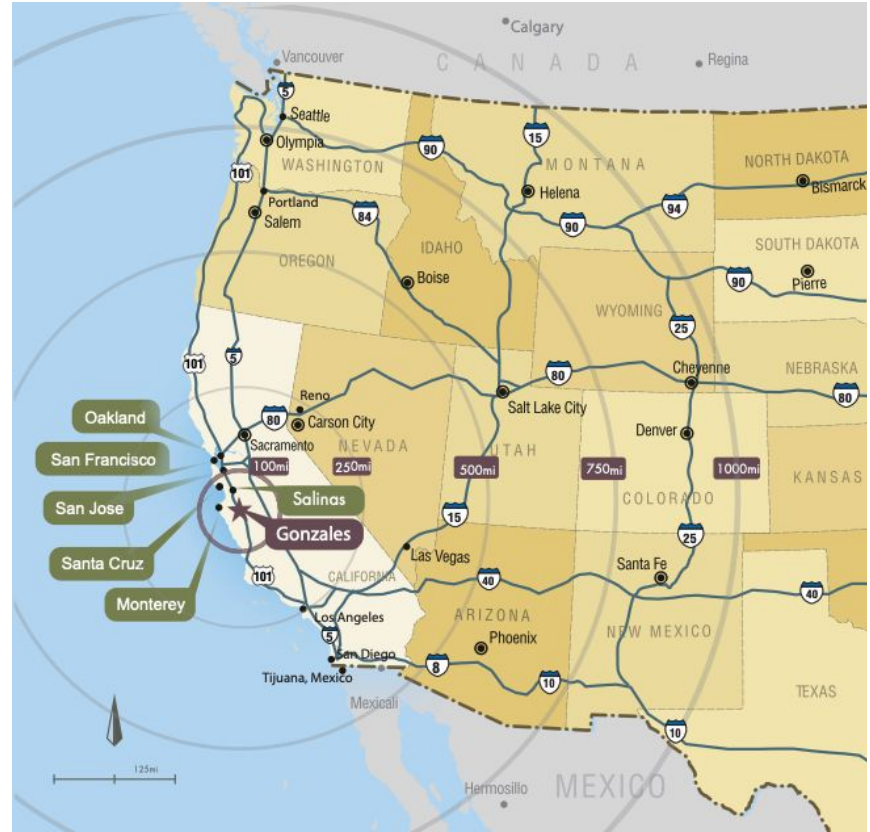 Calgary
Vancouver
CANADA
Regina
5
Seattle
15
Olympia
90
MONTANA
NORTH DAKOTA
WASHINGTON
101
Helena
94
Bismarck
Portland
84
Salem
90
IDAHO
SOUTH DAKOTA
OREGON
Boise
90
Pierre
WYOMING
25
101
5
80
Cheyenne
NEBRASKA
80
Reno
Salt Lake City
Oakland
80
Carson City
Sacramento
NEVADA
UTAH
Denver
San Francisco
100mi
250mi
500mi
750mi
1000mi
KANSAS
San Jose
Salinas
COLORADO
Gonzales
15
25
Las Vegas
Santa Cruz
Santa Fe
101
CALIFORNIA
40
40
Monterey
Los Angeles
ARIZONA
5
Phoenix
NEW MEXICO
San Diego
8
Tijuana, Mexico
10
TEXAS
Mexicali
10
125mi
Hermosillo
MEXICO